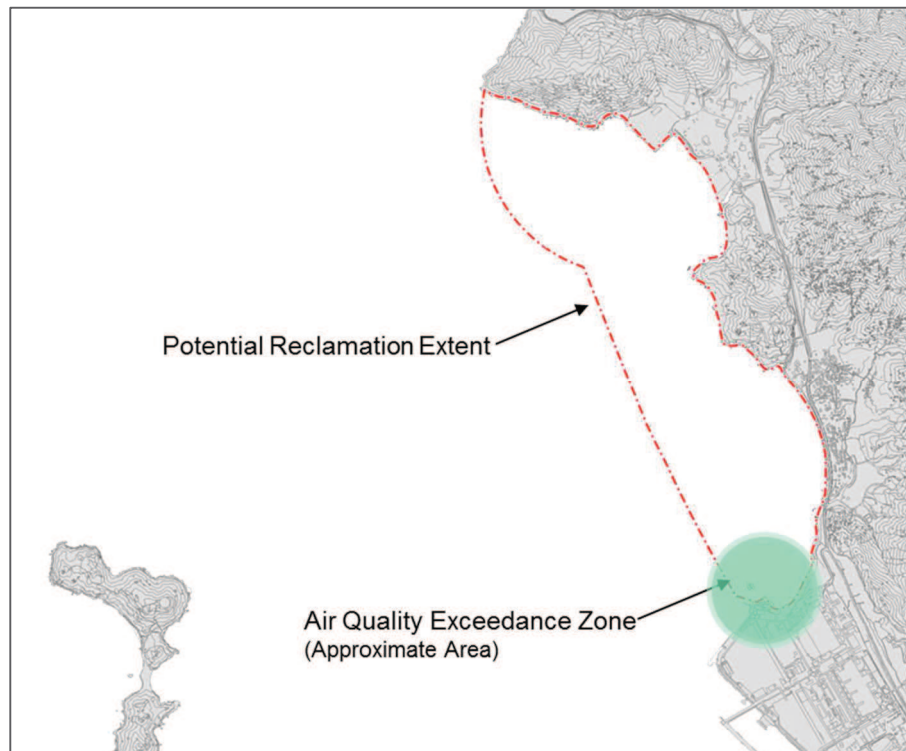 Potential Reclamation Extent
Air Quality Exceedance Zone
(Approximate Area)